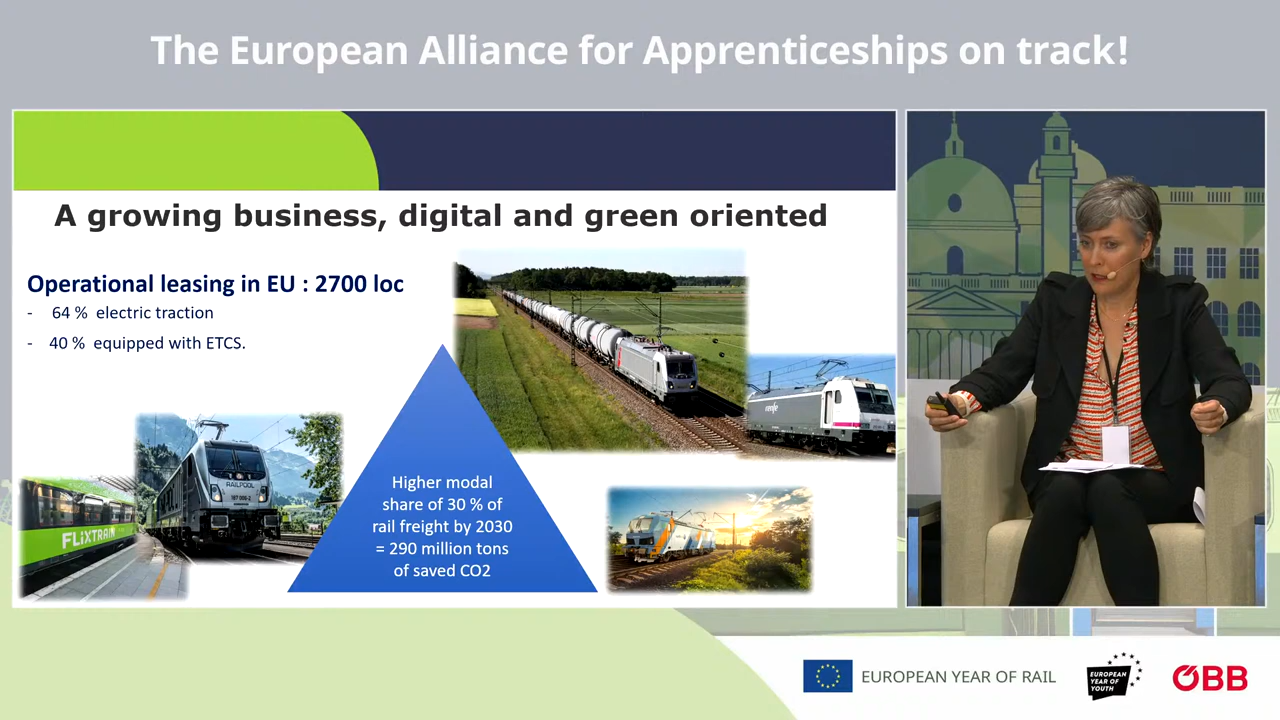 The European Alliance for Apprenticeships on track!
A growing business, digital and green oriented
Operational leasing in EU : 2700 loc
- 64 % electric traction
- 40 % equipped with ETCS.
Higher modal
share of 30 % of
rail freight by 2030
= 290 million tons
of saved CO2
FLiXTRAiN
RAILPOOL
renfe
EUROPEAN YEAR OF RAIL
EUROPEAN
YEAR OF
YOUTH
ÖBB